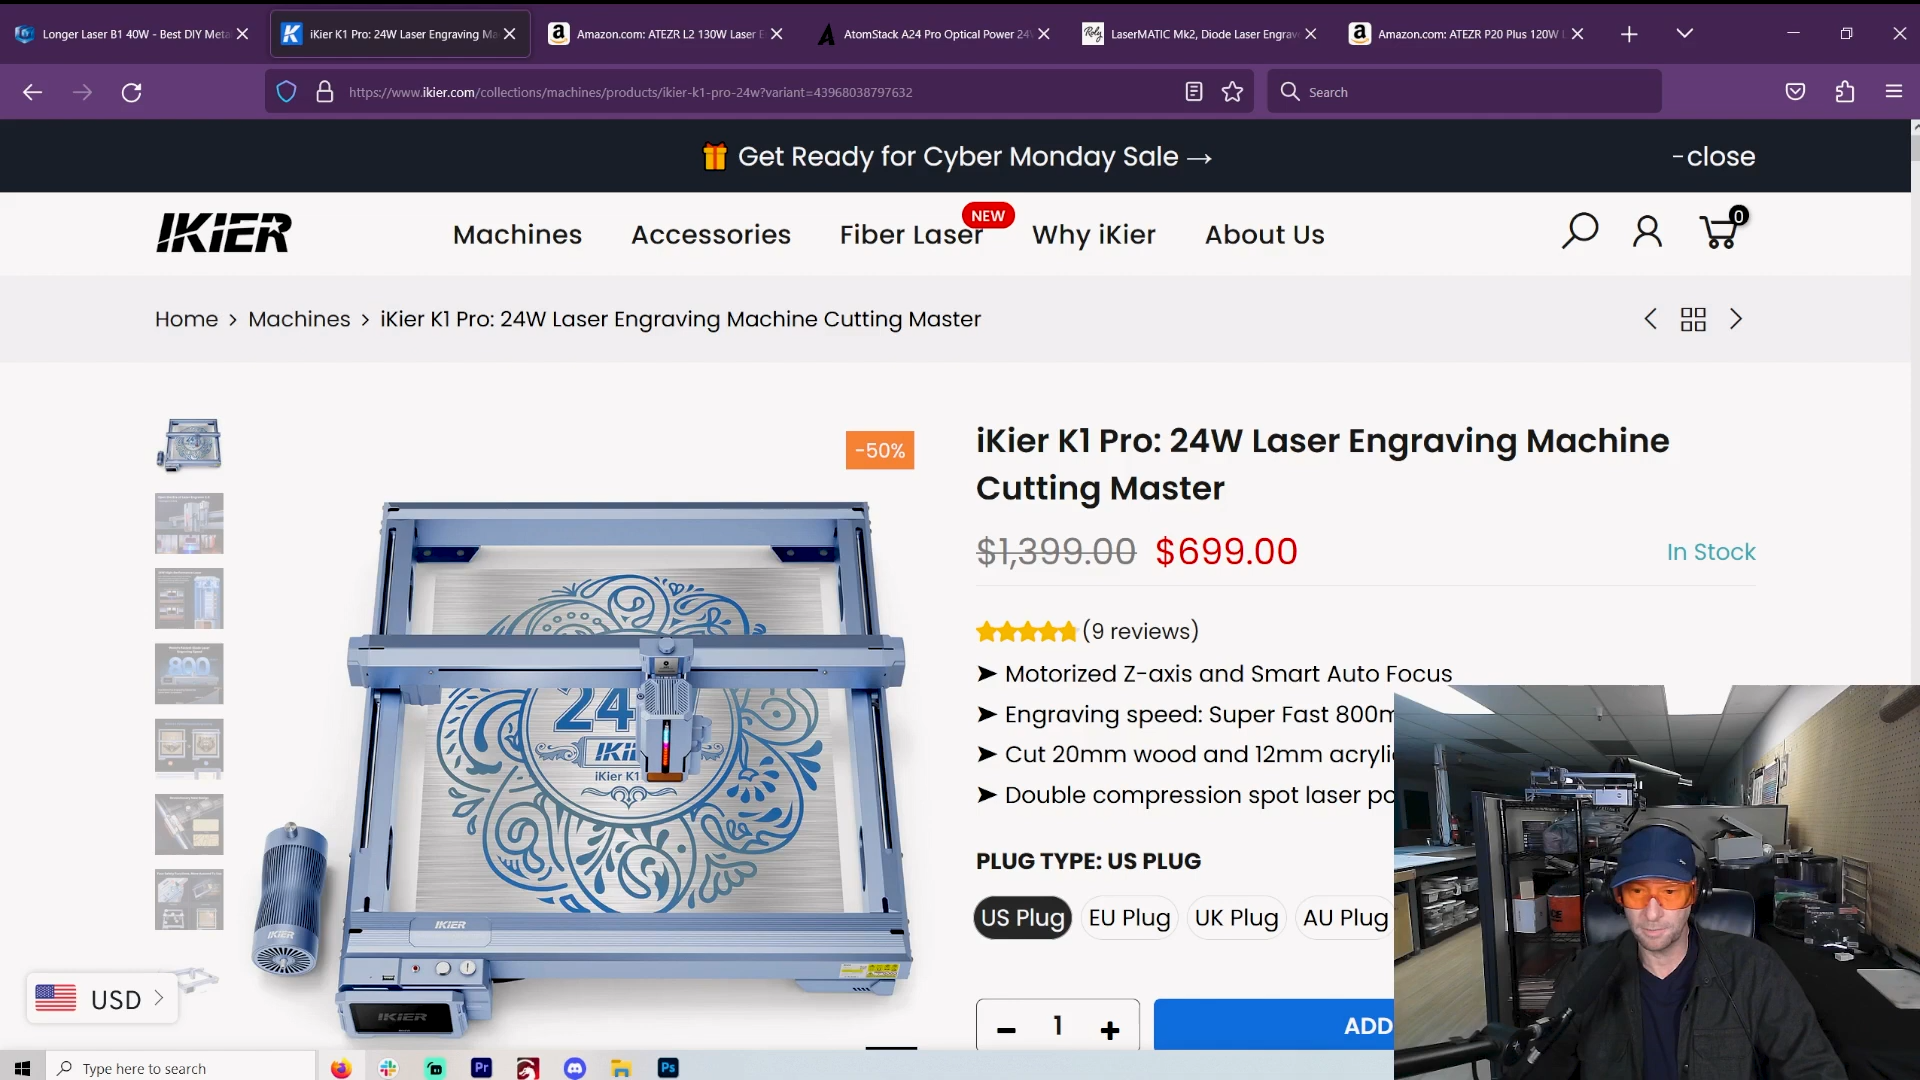 Longer Laser B1 40W - Best DIY Meta
iKier K1 Pro: 24W Laser Engraving Ma
Amazon.com: ATEZR L2 130W Laser E
AtomStack A24 Pro Optical Power 24
LaserMATIC Mk2, Diode Laser Engrav
Amazon.com: ATEZR P20 Plus 120W L
https://www.ikier.com/collections/machines/products/ikier-k1-pro-24w?variant=43968038797632
Search
Get Ready for Cyber Monday Sale →
-close
IKIER
Machines
Accessories
Fiber Laser
NEW
Why iKier
About Us
0
Home > Machines > iKier K1 Pro: 24W Laser Engraving Machine Cutting Master
-50%
iKier K1 Pro: 24W Laser Engraving Machine
Cutting Master
$1,399.00 $699.00
In Stock
(9 reviews)
➤ Motorized Z-axis and Smart Auto Focus
➤ Engraving speed: Super Fast 800m
➤ Cut 20mm wood and 12mm acryli
➤ Double compression spot laser po
PLUG TYPE: US PLUG
US Plug
EU Plug
UK Plug
AU Plug
1
ADD
24
iKier K1
IKIER
IKIER
IKIER
800
USD
Type here to search
Pr
Ps